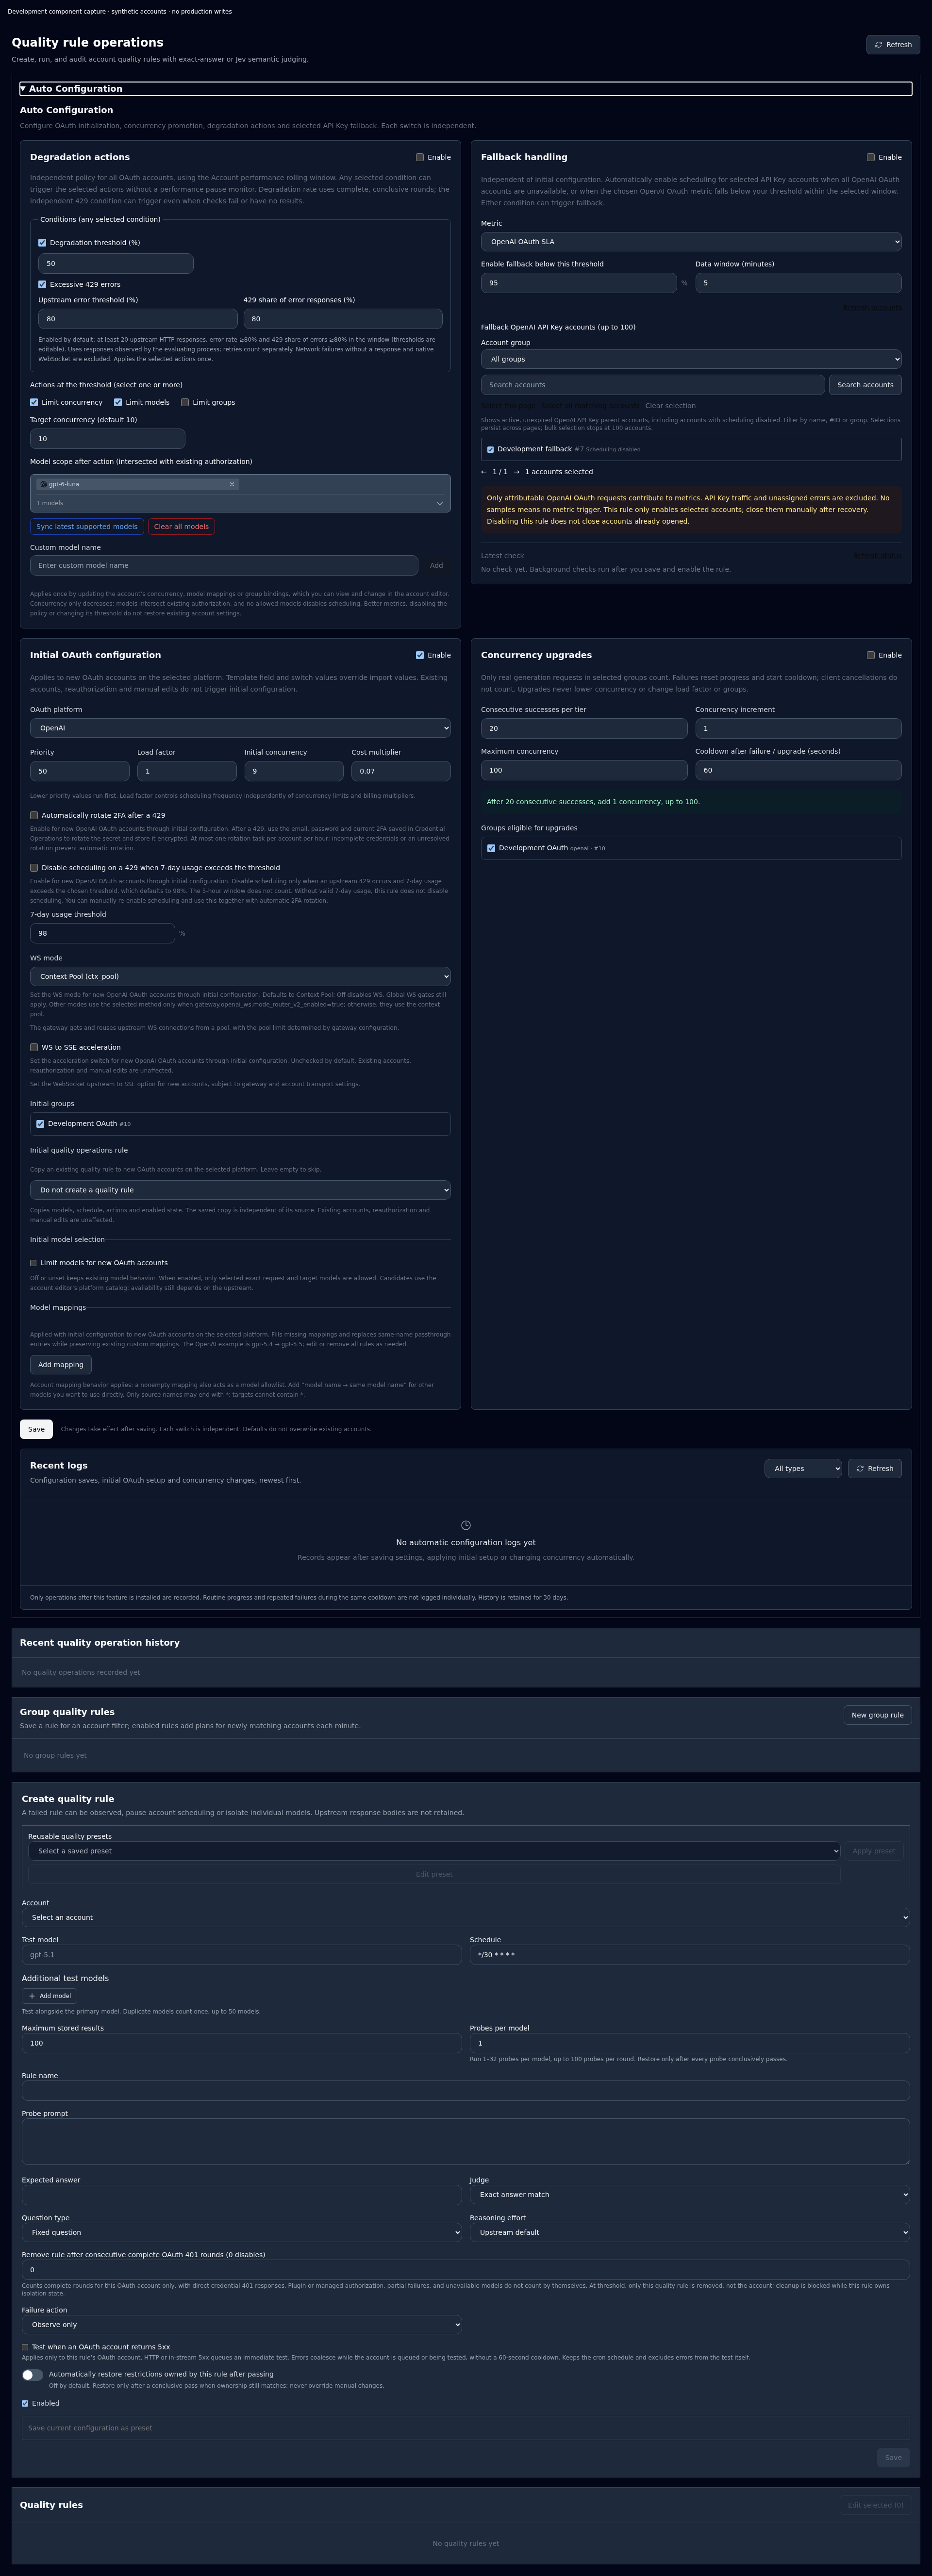 Development component capture · synthetic accounts · no production writes
Quality rule operations
Refresh
Create, run, and audit account quality rules with exact-answer or Jev semantic judging.
Auto Configuration
Auto Configuration
Configure OAuth initialization, concurrency promotion, degradation actions and selected API Key fallback. Each switch is independent.
Degradation actions
Enable
Independent policy for all OAuth accounts, using the Account performance rolling window. Any selected condition can
trigger the selected actions without a performance pause monitor. Degradation rate uses complete, conclusive rounds; the
independent 429 condition can trigger even when checks fail or have no results.
Conditions (any selected condition)
Degradation threshold (%)
50
Excessive 429 errors
Upstream error threshold (%)
429 share of error responses (%)
80
80
Enabled by default: at least 20 upstream HTTP responses, error rate ≥80% and 429 share of errors ≥80% in the window (thresholds are
editable). Uses responses observed by the evaluating process; retries count separately. Network failures without a response and native
WebSocket are excluded. Applies the selected actions once.
Actions at the threshold (select one or more)
Limit concurrency
Limit models
Limit groups
Target concurrency (default 10)
10
Model scope after action (intersected with existing authorization)
gpt-6-luna
1 models
Sync latest supported models
Clear all models
Custom model name
Enter custom model name
Add
Applies once by updating the account's concurrency, model mappings or group bindings, which you can view and change in the account editor.
Concurrency only decreases; models intersect existing authorization, and no allowed models disables scheduling. Better metrics, disabling the
policy or changing its threshold do not restore existing account settings.
Fallback handling
Enable
Independent of initial configuration. Automatically enable scheduling for selected API Key accounts when all OpenAI OAuth
accounts are unavailable, or when the chosen OpenAI OAuth metric falls below your threshold within the selected window.
Either condition can trigger fallback.
Metric
OpenAI OAuth SLA
Enable fallback below this threshold
Data window (minutes)
95
%
5
Fallback OpenAI API Key accounts (up to 100)
Account group
All groups
Search accounts
Search accounts
Clear selection
Shows active, unexpired OpenAI API Key parent accounts, including accounts with scheduling disabled. Filter by name, #ID or group. Selections
persist across pages; bulk selection stops at 100 accounts.
Development fallback #7 Scheduling disabled
← 1 / 1 → 1 accounts selected
Only attributable OpenAI OAuth requests contribute to metrics. API Key traffic and unassigned errors are excluded. No
samples means no metric trigger. This rule only enables selected accounts; close them manually after recovery.
Disabling this rule does not close accounts already opened.
Latest check
No check yet. Background checks run after you save and enable the rule.
Initial OAuth configuration
Enable
Applies to new OAuth accounts on the selected platform. Template field and switch values override import values. Existing
accounts, reauthorization and manual edits do not trigger initial configuration.
OAuth platform
OpenAI
Priority
Load factor
Initial concurrency
Cost multiplier
50
1
9
0.07
Lower priority values run first. Load factor controls scheduling frequency independently of concurrency limits and billing multipliers.
Automatically rotate 2FA after a 429
Enable for new OpenAI OAuth accounts through initial configuration. After a 429, use the email, password and current 2FA saved in Credential
Operations to rotate the secret and store it encrypted. At most one rotation task per account per hour; incomplete credentials or an unresolved
rotation prevent automatic rotation.
Disable scheduling on a 429 when 7-day usage exceeds the threshold
Enable for new OpenAI OAuth accounts through initial configuration. Disable scheduling only when an upstream 429 occurs and 7-day usage
exceeds the chosen threshold, which defaults to 98%. The 5-hour window does not count. Without valid 7-day usage, this rule does not disable
scheduling. You can manually re-enable scheduling and use this together with automatic 2FA rotation.
7-day usage threshold
98
%
WS mode
Context Pool (ctx_pool)
Set the WS mode for new OpenAI OAuth accounts through initial configuration. Defaults to Context Pool; Off disables WS. Global WS gates still
apply. Other modes use the selected method only when gateway.openai_ws.mode_router_v2_enabled=true; otherwise, they use the context
pool.
The gateway gets and reuses upstream WS connections from a pool, with the pool limit determined by gateway configuration.
WS to SSE acceleration
Set the acceleration switch for new OpenAI OAuth accounts through initial configuration. Unchecked by default. Existing accounts,
reauthorization and manual edits are unaffected.
Set the WebSocket upstream to SSE option for new accounts, subject to gateway and account transport settings.
Initial groups
Development OAuth #10
Initial quality operations rule
Copy an existing quality rule to new OAuth accounts on the selected platform. Leave empty to skip.
Do not create a quality rule
Copies models, schedule, actions and enabled state. The saved copy is independent of its source. Existing accounts, reauthorization and
manual edits are unaffected.
Initial model selection
Limit models for new OAuth accounts
Off or unset keeps existing model behavior. When enabled, only selected exact request and target models are allowed. Candidates use the
account editor's platform catalog; availability still depends on the upstream.
Model mappings
Applied with initial configuration to new OAuth accounts on the selected platform. Fills missing mappings and replaces same-name passthrough
entries while preserving existing custom mappings. The OpenAI example is gpt-5.4 → gpt-5.5; edit or remove all rules as needed.
Add mapping
Account mapping behavior applies: a nonempty mapping also acts as a model allowlist. Add "model name → same model name" for other
models you want to use directly. Only source names may end with *; targets cannot contain *.
Concurrency upgrades
Enable
Only real generation requests in selected groups count. Failures reset progress and start cooldown; client cancellations
do not count. Upgrades never lower concurrency or change load factor or groups.
Consecutive successes per tier
Concurrency increment
20
1
Maximum concurrency
Cooldown after failure / upgrade (seconds)
100
60
After 20 consecutive successes, add 1 concurrency, up to 100.
Groups eligible for upgrades
Development OAuth openai · #10
Save
Changes take effect after saving. Each switch is independent. Defaults do not overwrite existing accounts.
Recent logs
Configuration saves, initial OAuth setup and concurrency changes, newest first.
All types
Refresh
No automatic configuration logs yet
Records appear after saving settings, applying initial setup or changing concurrency automatically.
Only operations after this feature is installed are recorded. Routine progress and repeated failures during the same cooldown are not logged individually. History is retained for 30 days.
Recent quality operation history
No quality operations recorded yet
Group quality rules
Save a rule for an account filter; enabled rules add plans for newly matching accounts each minute.
New group rule
No group rules yet
Create quality rule
A failed rule can be observed, pause account scheduling or isolate individual models. Upstream response bodies are not retained.
Reusable quality presets
Select a saved preset
Apply preset
Edit preset
Account
Select an account
Test model
Schedule
gpt-5.1
*/30 * * * *
Additional test models
Add model
Test alongside the primary model. Duplicate models count once, up to 50 models.
Maximum stored results
Probes per model
100
1
Run 1–32 probes per model, up to 100 probes per round. Restore only after every probe conclusively passes.
Rule name
Probe prompt
Expected answer
Judge
Exact answer match
Question type
Reasoning effort
Fixed question
Upstream default
Remove rule after consecutive complete OAuth 401 rounds (0 disables)
0
Counts complete rounds for this OAuth account only, with direct credential 401 responses. Plugin or managed authorization, partial failures, and unavailable models do not count by themselves. At threshold, only this quality rule is removed, not the account; cleanup is blocked while this rule owns
isolation state.
Failure action
Observe only
Test when an OAuth account returns 5xx
Applies only to this rule's OAuth account. HTTP or in-stream 5xx queues an immediate test. Errors coalesce while the account is queued or being tested, without a 60-second cooldown. Keeps the cron schedule and excludes errors from the test itself.
Automatically restore restrictions owned by this rule after passing
Off by default. Restore only after a conclusive pass when ownership still matches; never override manual changes.
Enabled
Save current configuration as preset
Save
Quality rules
Edit selected (0)
No quality rules yet